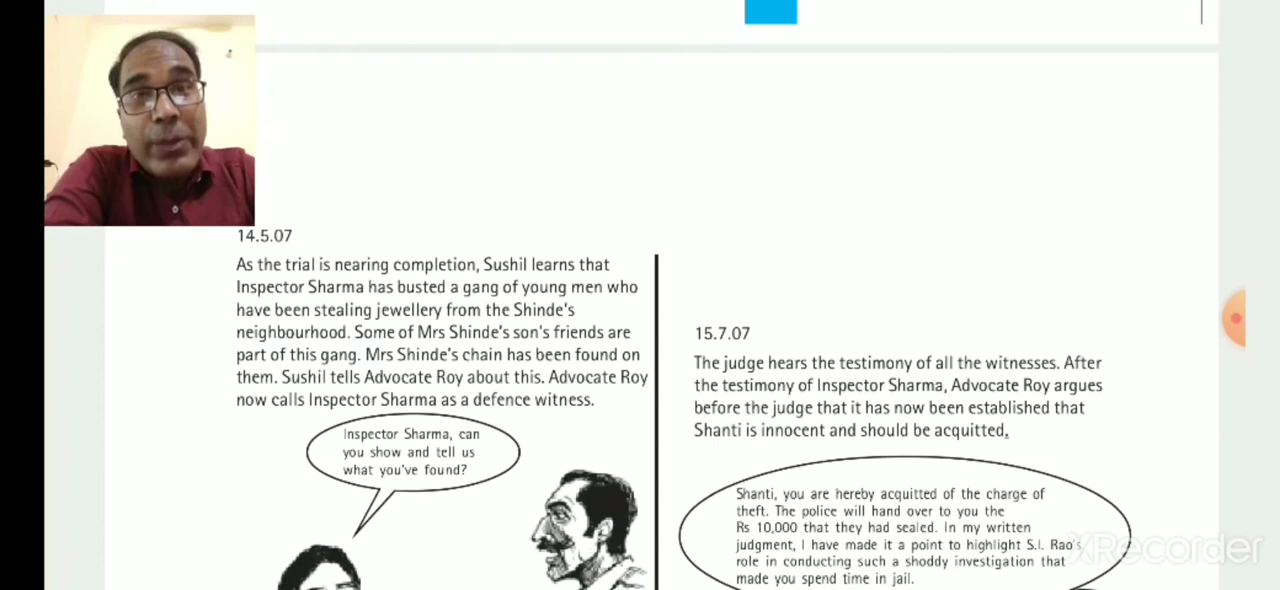 14.5.07
As the trial is nearing completion, Sushil learns that
Inspector Sharma has busted a gang of young men who
have been stealing jewellery from the Shinde's
neighbourhood. Some of Mrs Shinde's son's friends are
part of this gang. Mrs Shinde's chain has been found on
them. Sushil tells Advocate Roy about this. Advocate Roy
now calls Inspector Sharma as a defence witness.
Inspector Sharma, can
you show and tell us
what you've found?
15.7.07
The judge hears the testimony of all the witnesses. After
the testimony of Inspector Sharma, Advocate Roy argues
before the judge that it has now been established that
Shanti is innocent and should be acquitted.
Shanti, you are hereby acquitted of the charge of
theft. The police will hand over to you the
Rs 10,000 that they had sealed. In my written
judgment, I have made it a point to highlight S.I. Rao's
role in conducting such a shoddy investigation that
made you spend time in jail.
XRecorder